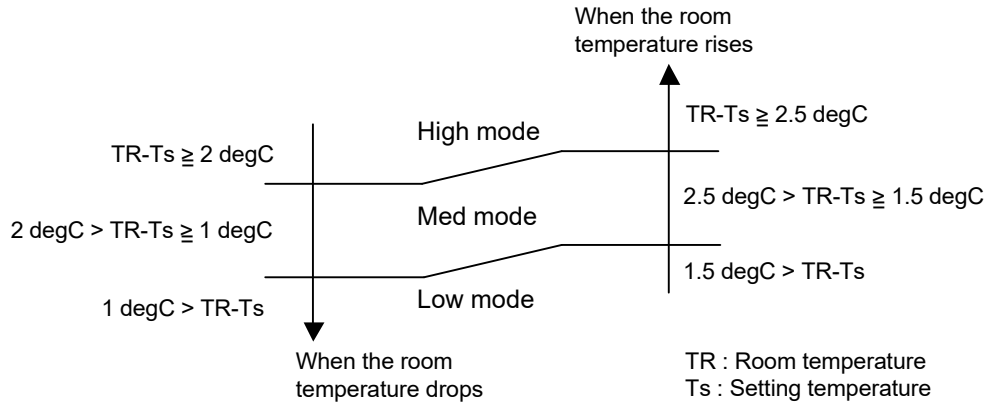 When the room
temperature rises
TR-Ts ≧ 2.5 degC
High mode
TR-Ts ≧ 2 degC
2.5 degC > TR-Ts ≧ 1.5 degC
Med mode
2 degC > TR-Ts ≧ 1 degC
1.5 degC > TR-Ts
Low mode
1 degC > TR-Ts
When the room
temperature drops
TR : Room temperature
Ts : Setting temperature